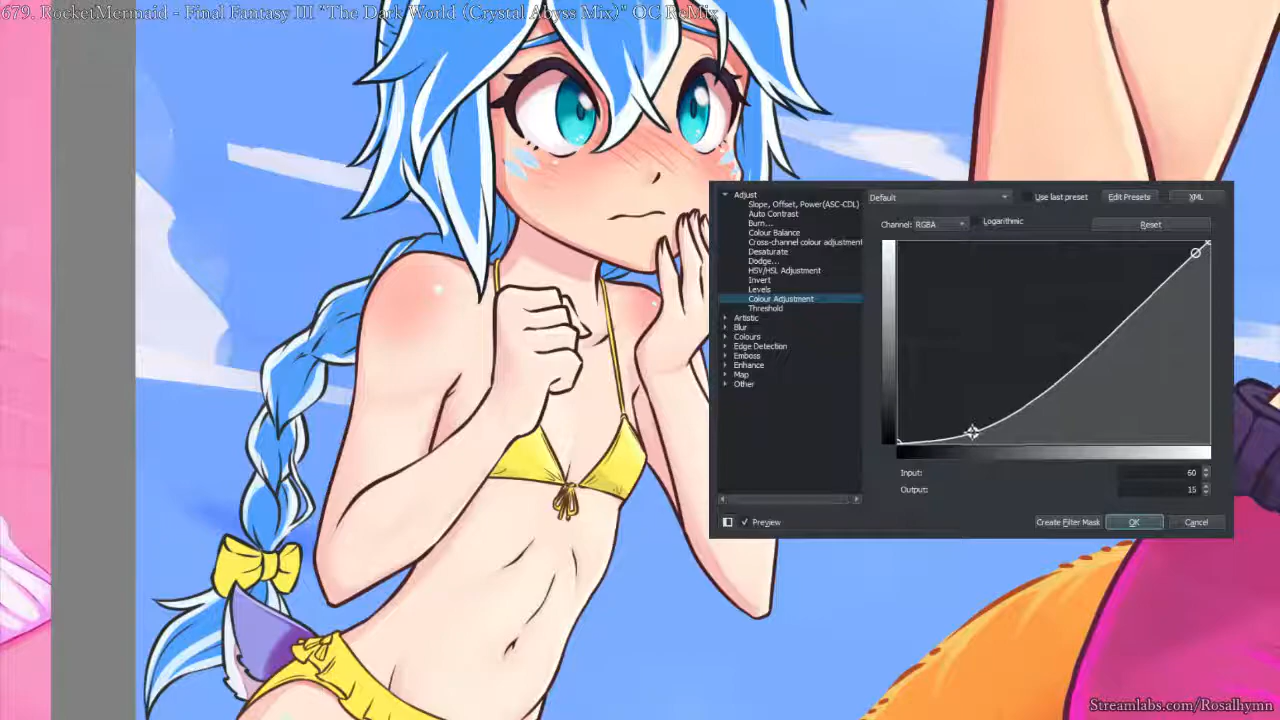 679. RocketMermaid - Final Fantasy III "The Dark World (Crystal Abyss Mix)" OC ReMix
Adjust
Slope, Offset, Power(ASC-CDL)
Auto Contrast
Burn...
Colour Balance
Cross-channel colour adjustment
Desaturate
Dodge...
HSV/HSL Adjustment
Invert
Levels
Colour Adjustment
Threshold
Artistic
Blur
Colours
Edge Detection
Emboss
Enhance
Map
Other
Default
Use last preset
Edit Presets
XML
Channel: RGBA
Logarithmic
Reset
Input: 60
Output: 15
Preview
Create Filter Mask
OK
Cancel
Streamlabs.com/Rosalhymn